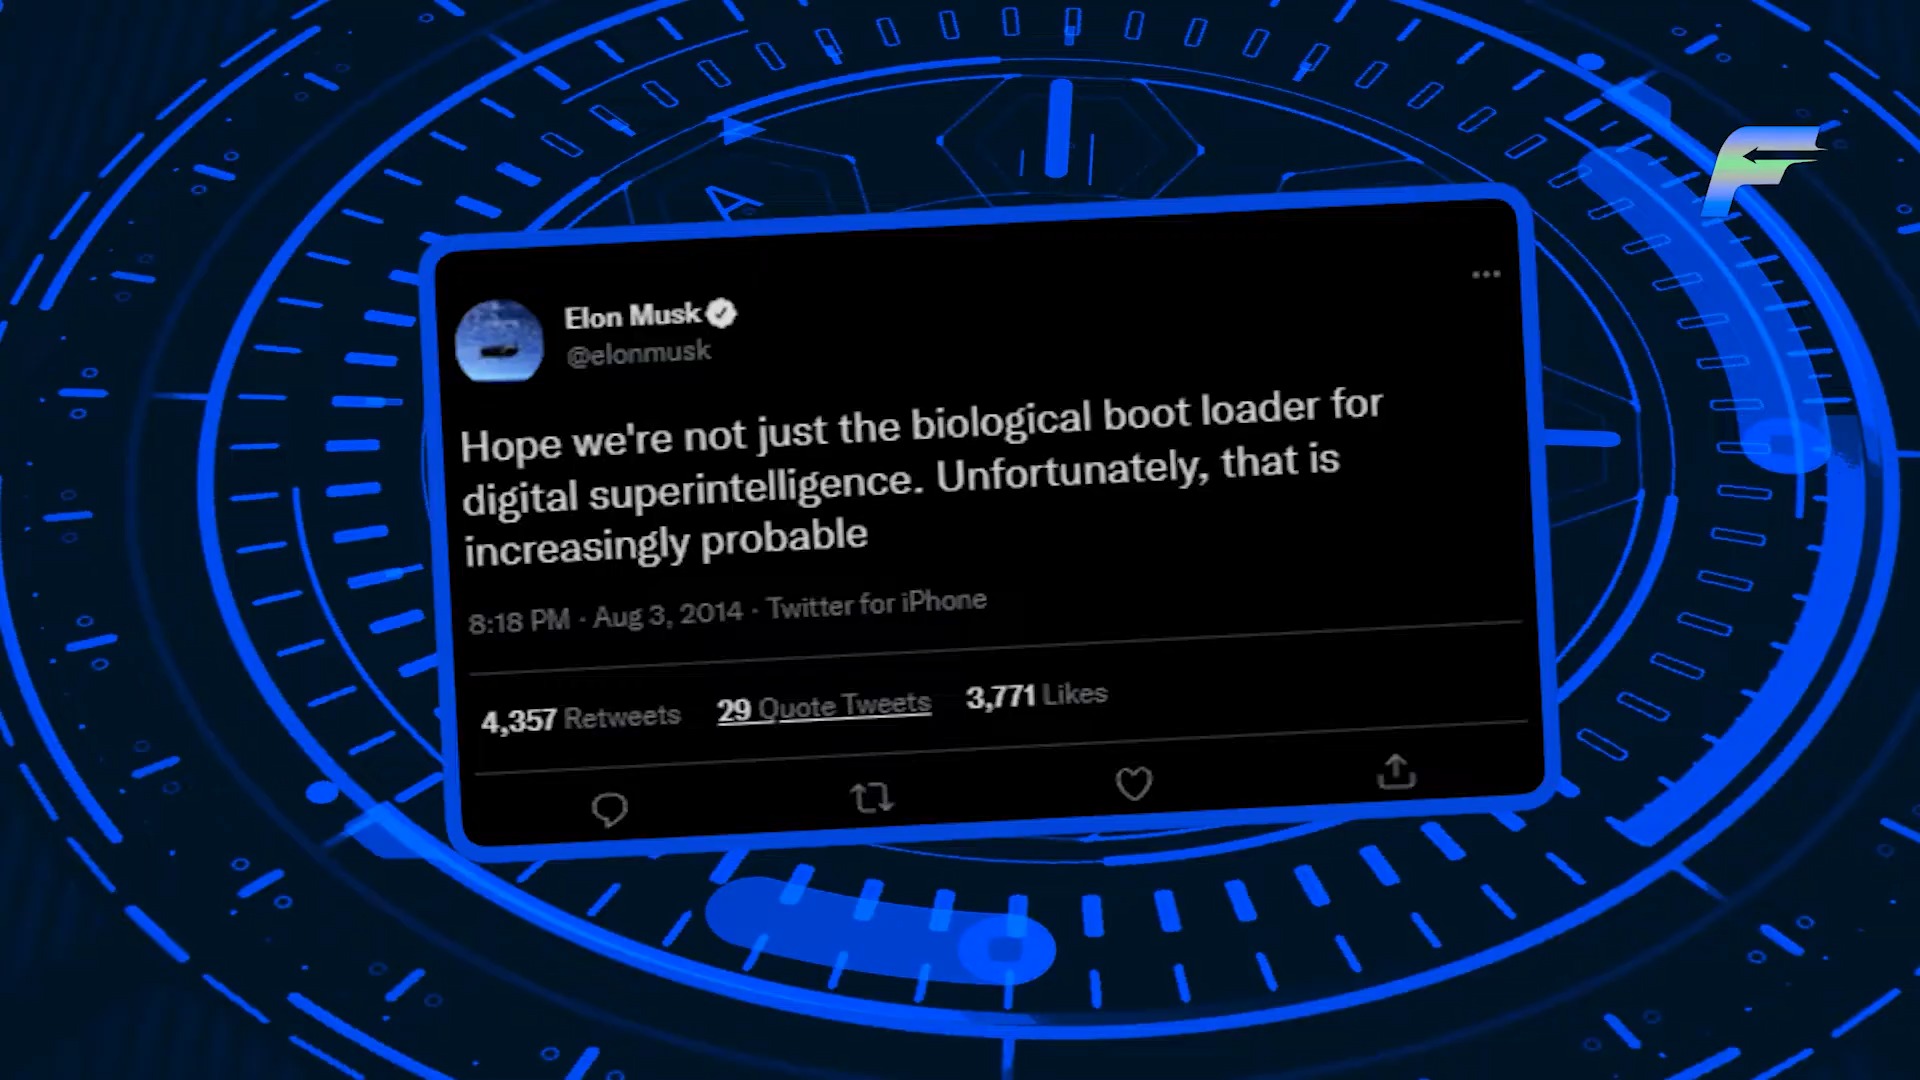 A
F
Elon Musk
@elonmusk
Hope we're not just the biological boot loader for
digital superintelligence. Unfortunately, that is
increasingly probable
8:18 PM · Aug 3, 2014 · Twitter for iPhone
4,357 Retweets 29 Quote Tweets 3,771 Likes